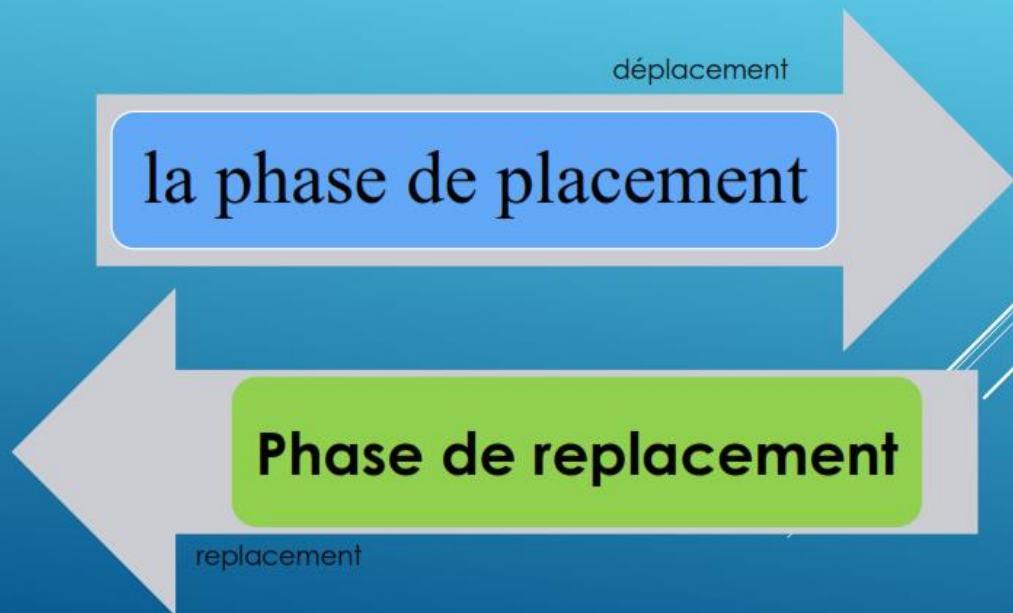 déplacement
la phase de placement
Phase de replacement
replacement